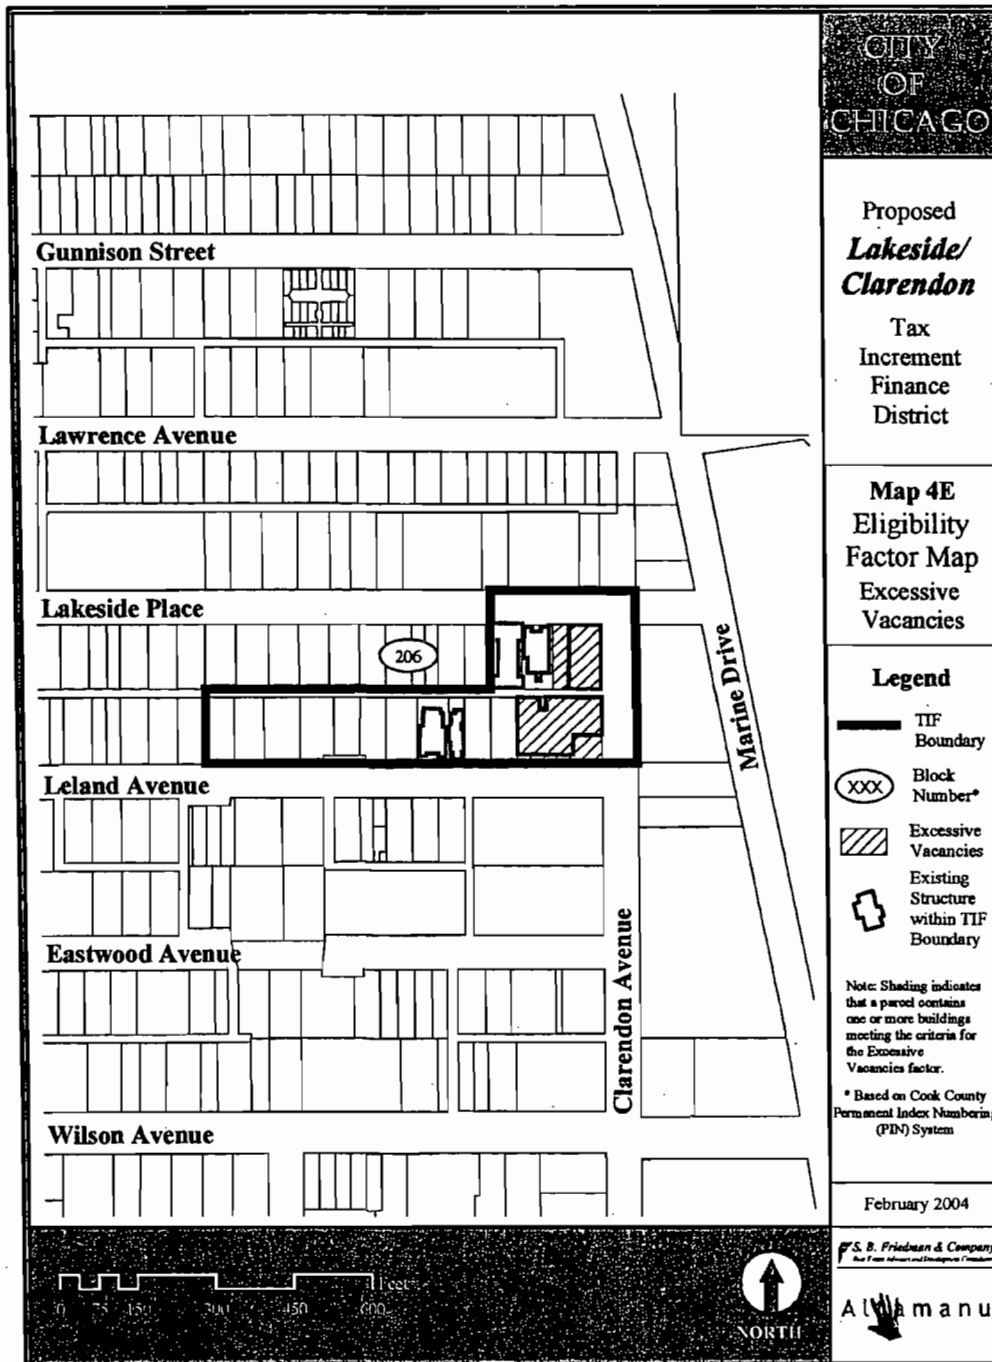 CITY
OF
CHICAGO
Proposed
Lakeside/
Clarendon
Tax
Increment
Finance
District
Map 4E
Eligibility
Factor Map
Excessive
Vacancies
Legend
TIF
Boundary
XXX
Block
Number*
Excessive
Vacancies
Existing
Structure
within TIF
Boundary
Note: Shading indicates
that a parcel contains
one or more buildings
meeting the criteria for
the Excessive
Vacancies factor.
* Based on Cook County
Permanent Index Numbering
(PIN) System
February 2004
S. B. Friedman & Company
Gunnison Street
Lawrence Avenue
Lakeside Place
206
Marine Drive
Leland Avenue
Eastwood Avenue
Clarendon Avenue
Wilson Avenue
0 75 150 300 450 600
Feet
NORTH